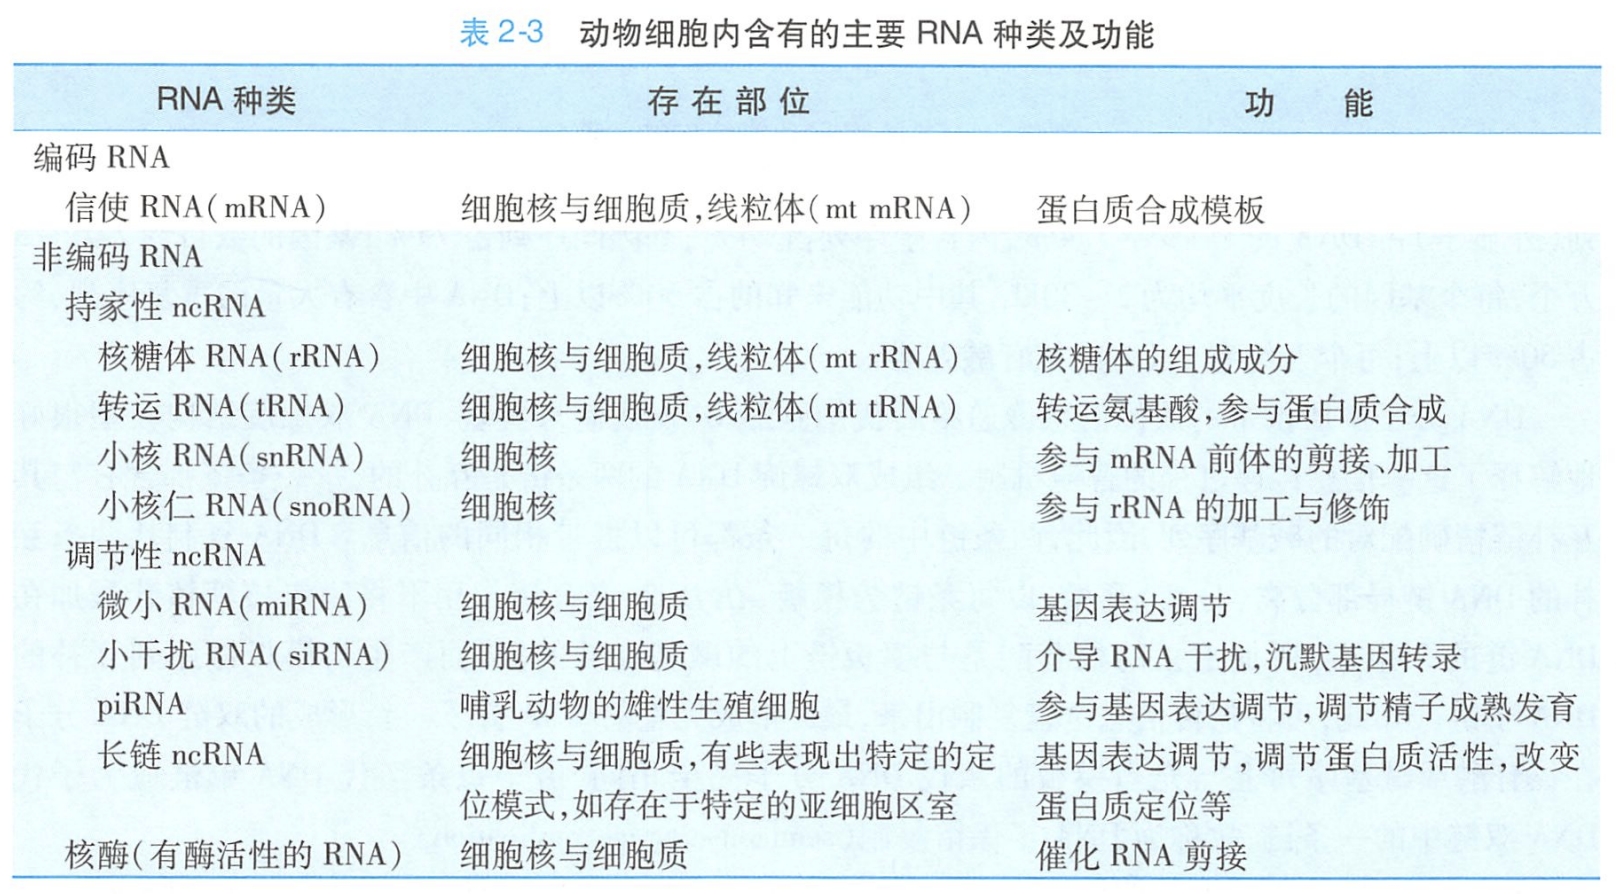 表 2-3 动物细胞内含有的主要 RNA 种类及功能
RNA 种类 存在部位 功能
编码 RNA
信使 RNA(mRNA) 细胞核与细胞质,线粒体(mt mRNA) 蛋白质合成模板
非编码 RNA
持家性 ncRNA
核糖体 RNA(rRNA) 细胞核与细胞质,线粒体(mt rRNA) 核糖体的组成成分
转运 RNA(tRNA) 细胞核与细胞质,线粒体(mt tRNA) 转运氨基酸,参与蛋白质合成
小核 RNA(snRNA) 细胞核 参与 mRNA 前体的剪接、加工
小核仁 RNA(snoRNA) 细胞核 参与 rRNA 的加工与修饰
调节性 ncRNA
微小 RNA(miRNA) 细胞核与细胞质 基因表达调节
小干扰 RNA(siRNA) 细胞核与细胞质 介导 RNA 干扰,沉默基因转录
piRNA 哺乳动物的雄性生殖细胞 参与基因表达调节,调节精子成熟发育
长链 ncRNA 细胞核与细胞质,有些表现出特定的定 基因表达调节,调节蛋白质活性,改变
位模式,如存在于特定的亚细胞区室 蛋白质定位等
核酶(有酶活性的 RNA) 细胞核与细胞质 催化 RNA 剪接